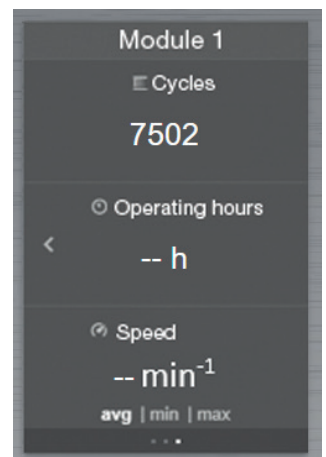 Module 1
Cycles
7502
Operating hours
-- h
Speed
-- min⁻¹
avg | min | max